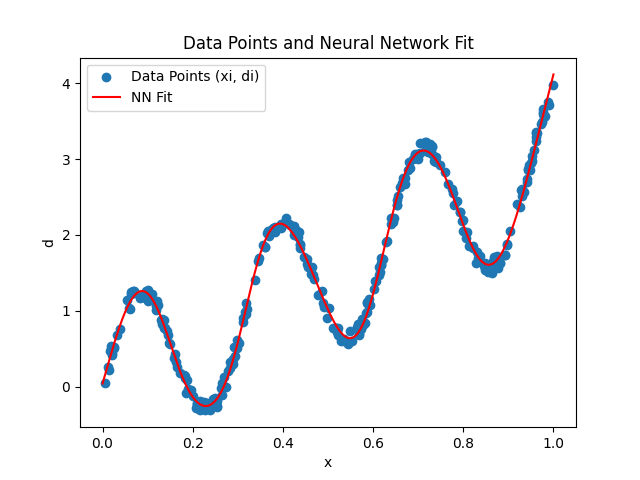 Data Points and Neural Network Fit
Data Points (xi, di)
NN Fit
4
3
2
1
0
d
0.0 0.2 0.4 0.6 0.8 1.0
x